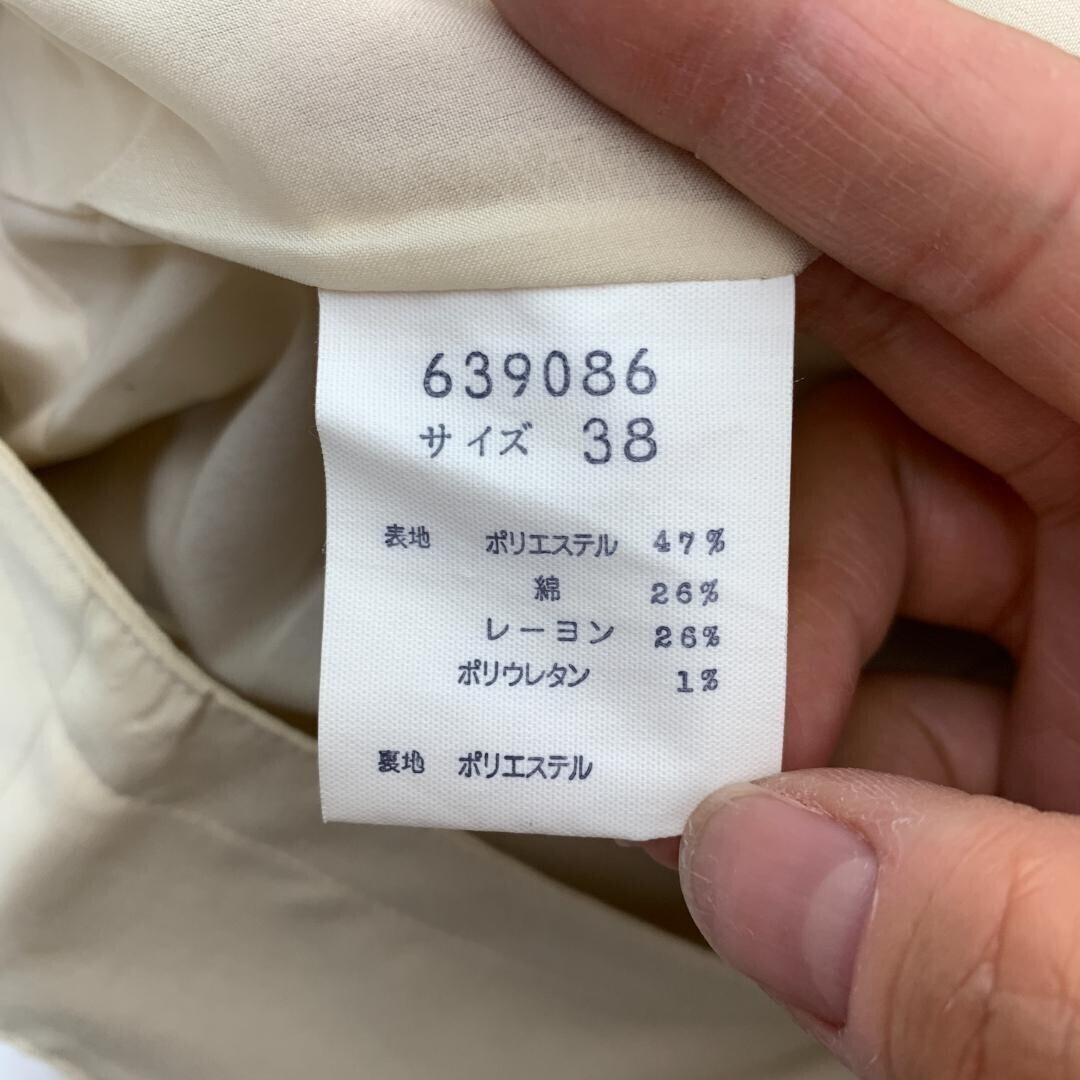 639086
サイズ 38
表地 ポリエステル 47%
綿 26%
レーヨン 26%
ポリウレタン 1%
裏地 ポリエステル